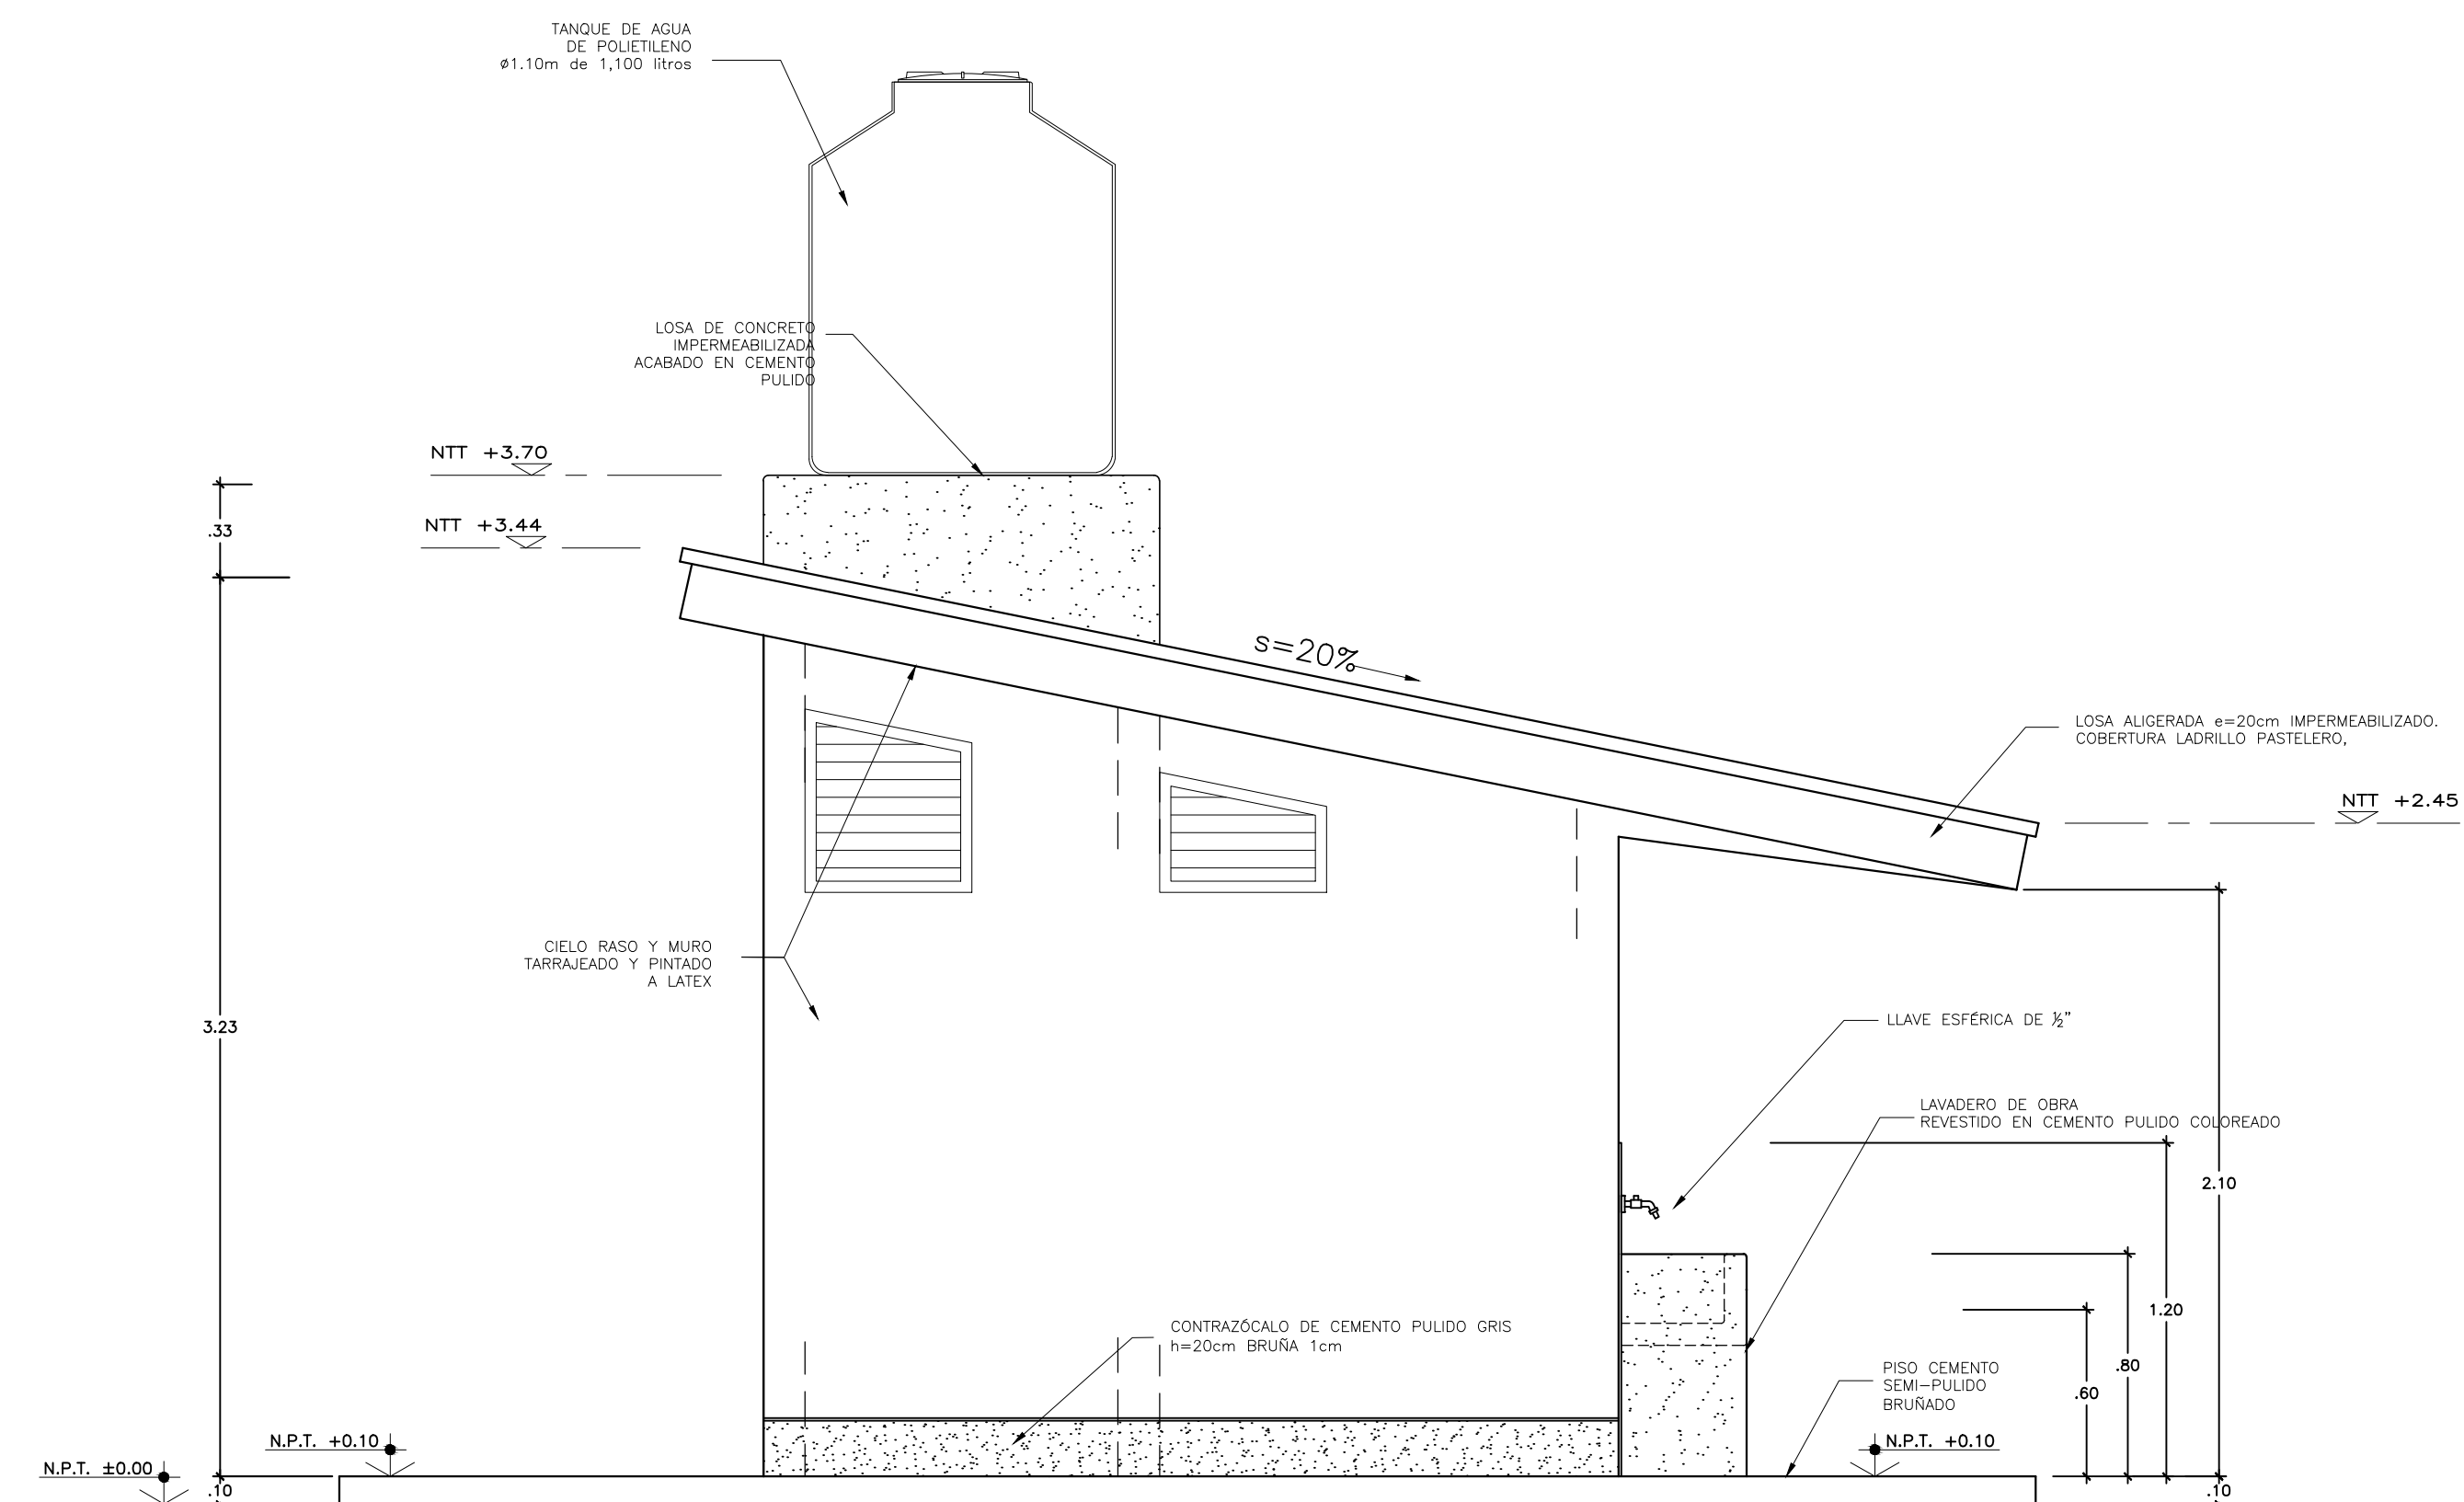 TANQUE DE AGUA
DE POLIETILENO
ø1.10m de 1,100 litros
LOSA DE CONCRETO
IMPERMEABILIZADA
ACABADO EN CEMENTO
PULIDO
NTT +3.70
NTT +3.44
.33
s=20%
LOSA ALIGERADA e=20cm IMPERMEABILIZADO.
COBERTURA LADRILLO PASTELERO,
NTT +2.45
CIELO RASO Y MURO
TARRAJEADO Y PINTADO
A LATEX
3.23
LLAVE ESFÉRICA DE ½”
LAVADERO DE OBRA
REVESTIDO EN CEMENTO PULIDO COLOREADO
2.10
1.20
.80
.60
CONTRAZÓCALO DE CEMENTO PULIDO GRIS
h=20cm BRUÑA 1cm
PISO CEMENTO
SEMI-PULIDO
BRUÑADO
N.P.T. +0.10
N.P.T. +0.10
N.P.T. ±0.00
.10
.10